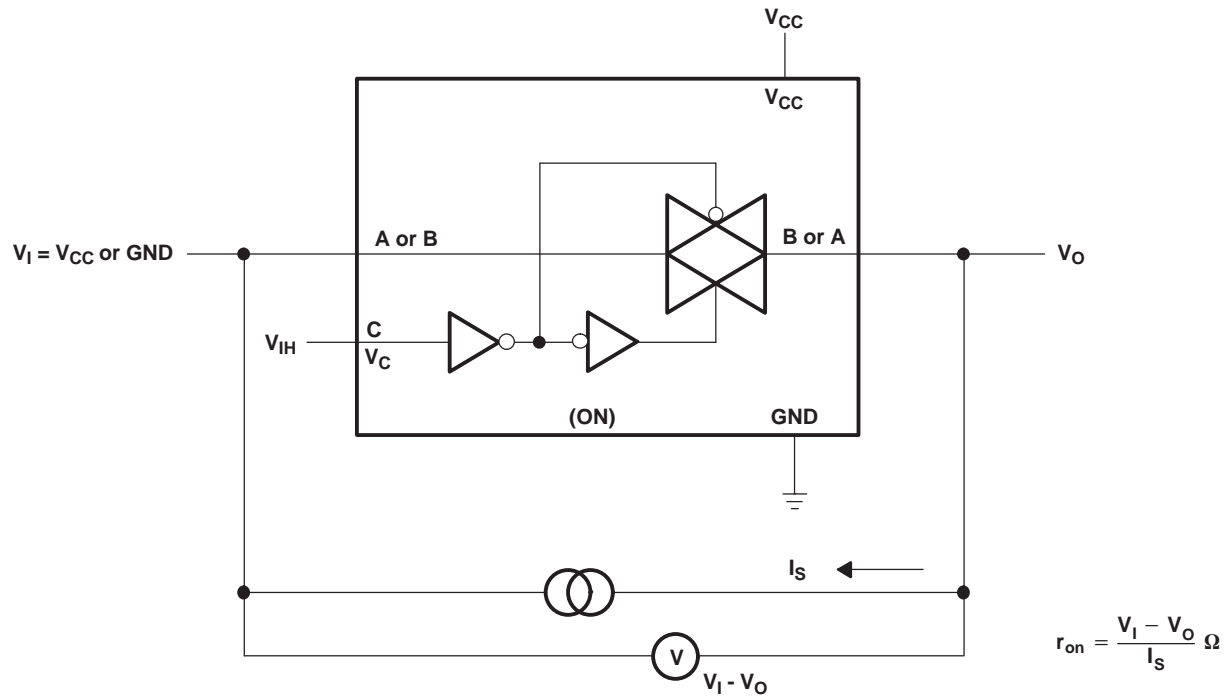 VCC
VCC
A or B
B or A
VI = VCC or GND
VO
C
VIH
VC
(ON)
GND
IS
V
VI - VO
ron = VI − VO / IS Ω